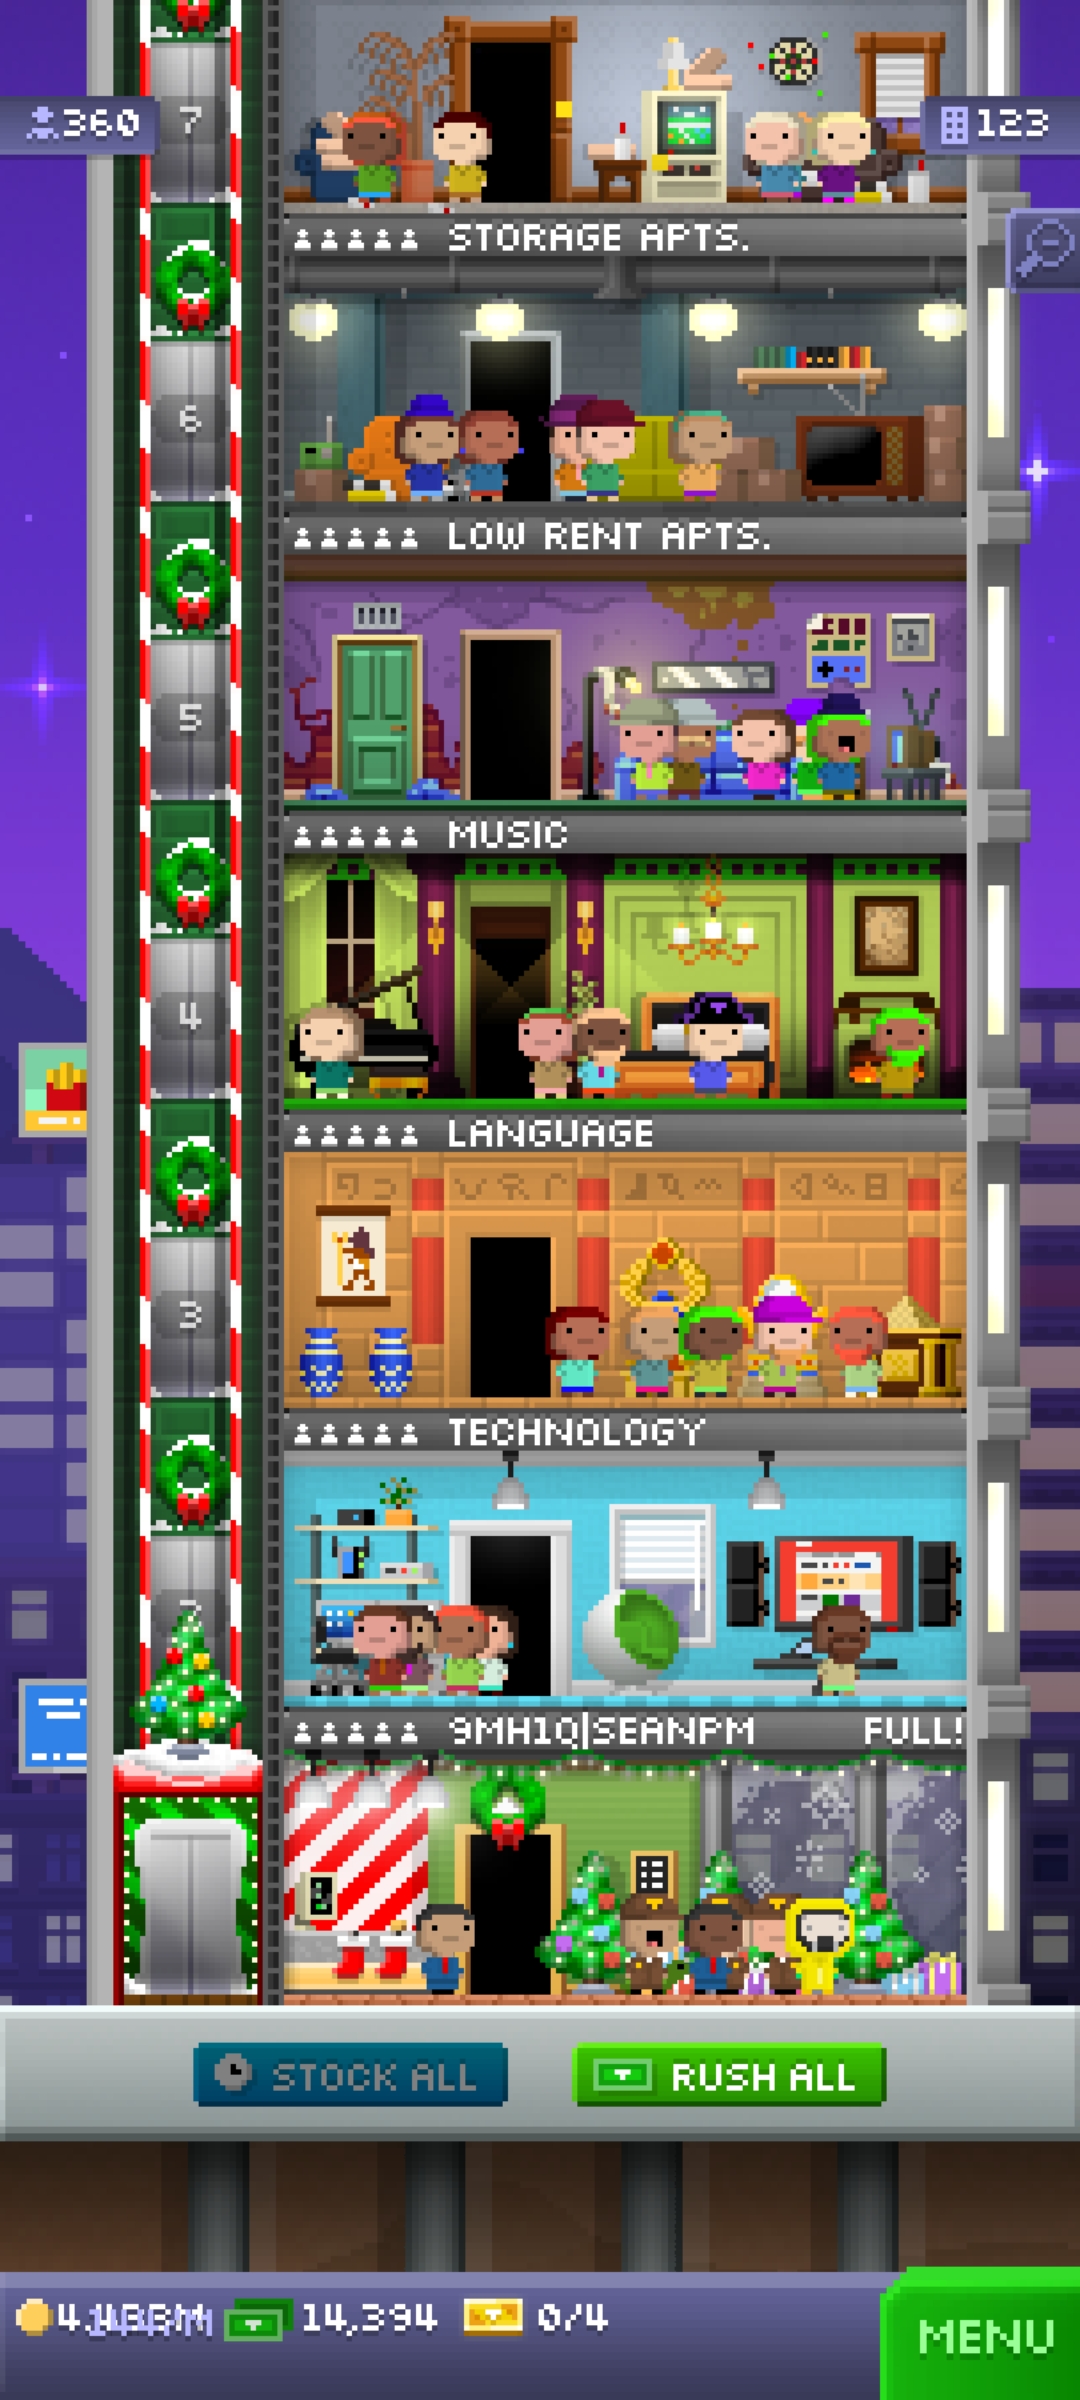 7
360
123
STORAGE APTS.
6
LOW RENT APTS.
5
MUSIC
4
LANGUAGE
3
TECHNOLOGY
9MH1Q|SEANPM FULL!
STOCK ALL
RUSH ALL
14,394
0/4
MENU